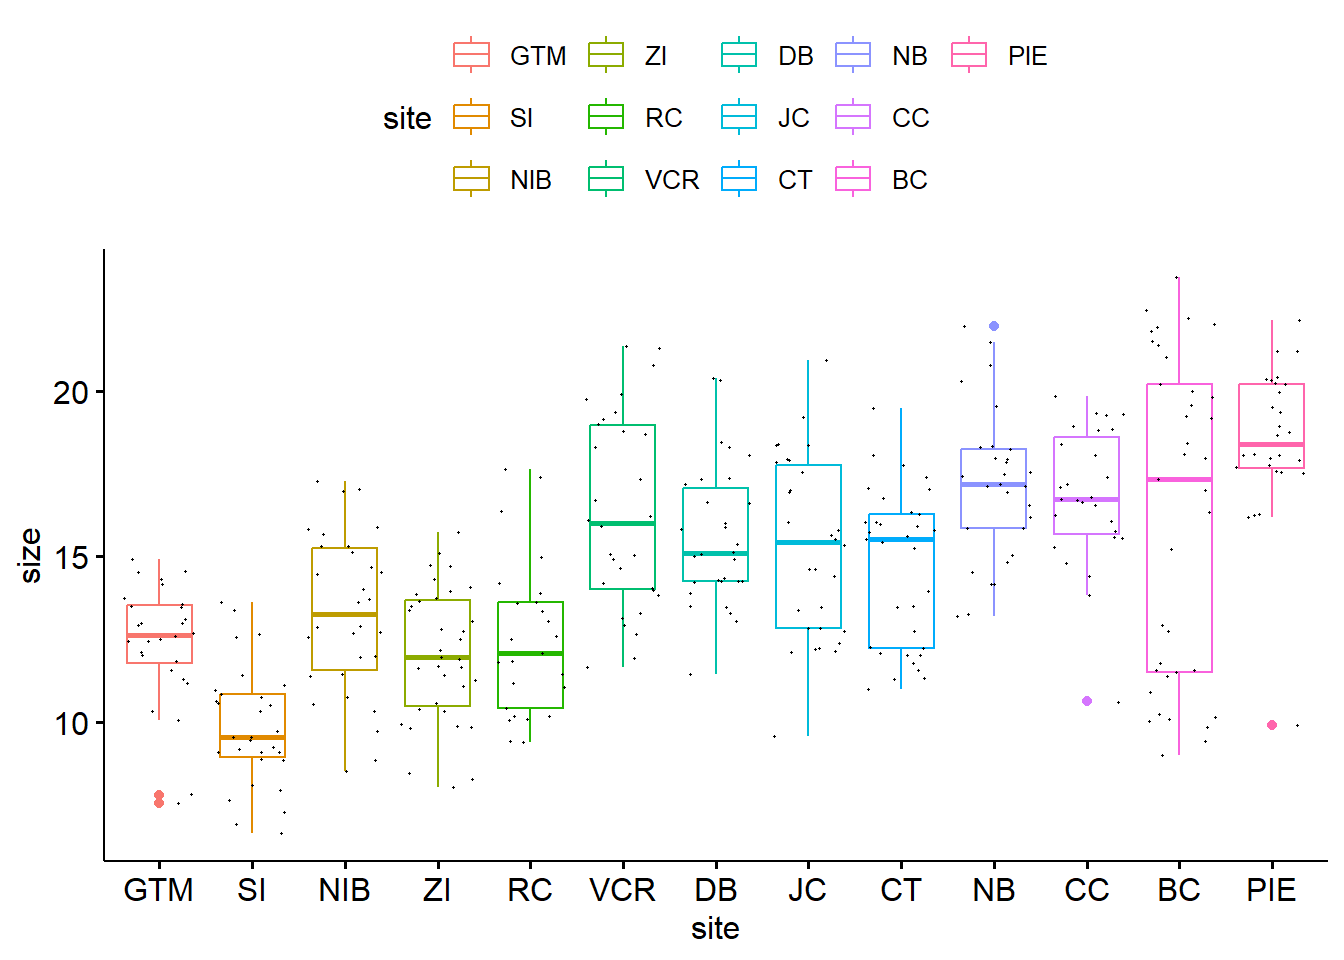 GTM ZI DB NB PIE
site SI RC JC CC
NIB VCR CT BC
20
15
10
size
GTM SI NIB ZI RC VCR DB JC CT NB CC BC PIE
site